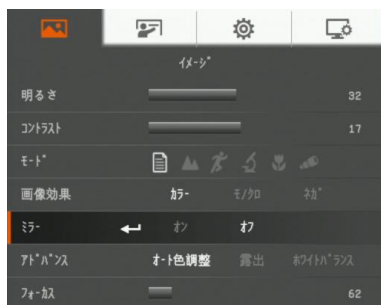 ｲﾒｰｼﾞ
明るさ 32
ｺﾝﾄﾗｽﾄ 17
ﾓｰﾄﾞ
画像効果 ｶﾗｰ ﾓﾉｸﾛ ﾈｶﾞ
ﾐﾗｰ ｵﾝ ｵﾌ
ｱﾄﾞﾊﾞﾝｽ ｵｰﾄ色調整 露出 ﾎﾜｲﾄﾊﾞﾗﾝｽ
ﾌｫｰｶｽ 62